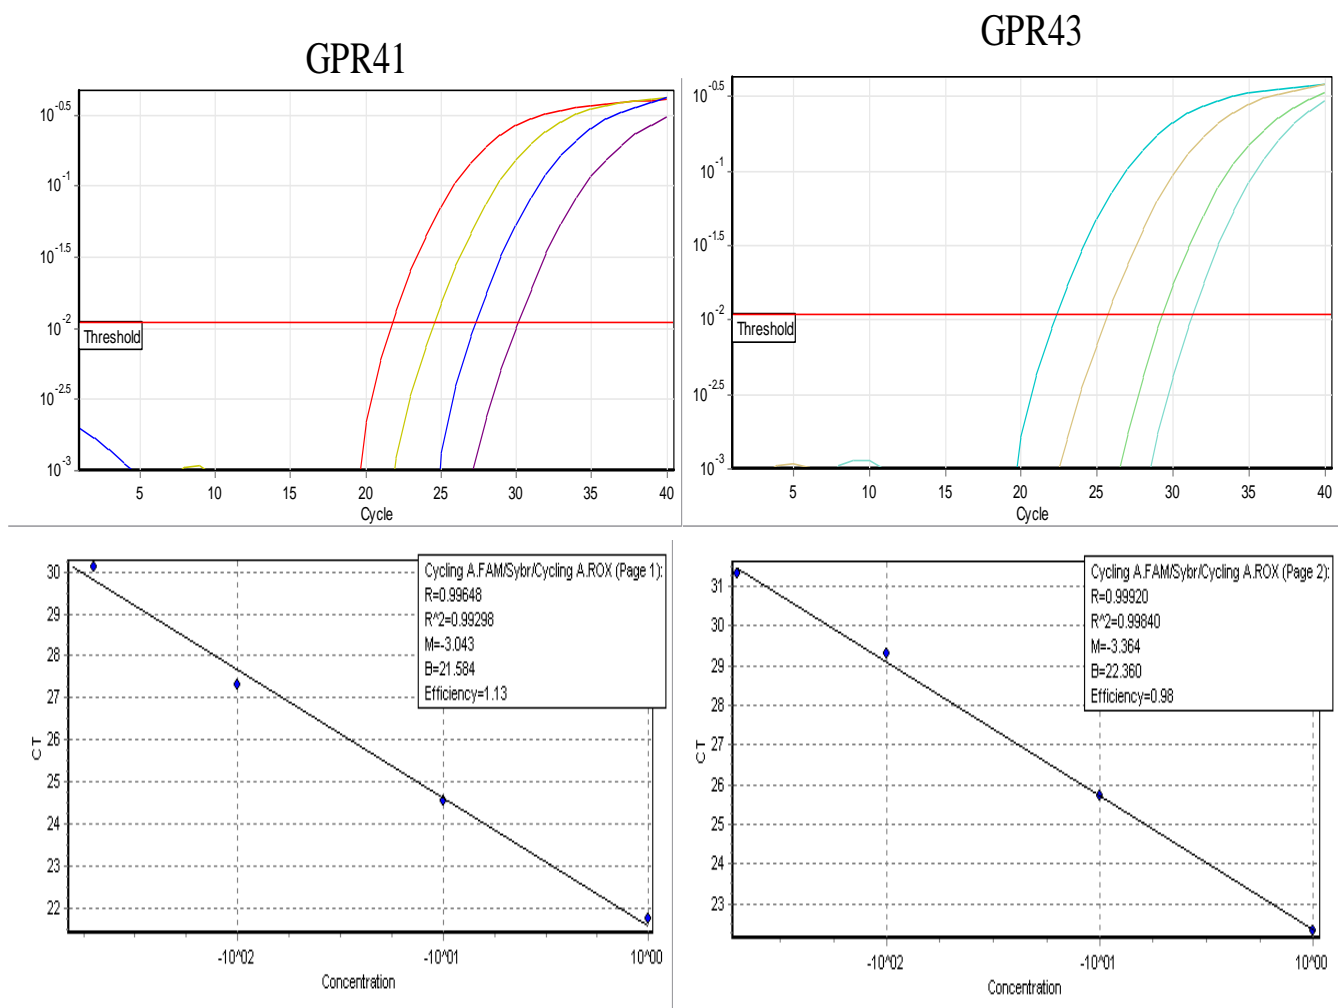 GPR41
GPR43
10^-0.5
10^-1
10^-1.5
10^-2
Threshold
10^-2.5
10^-3
5 10 15 20 25 30 35 40
Cycle
10^-0.5
10^-1
10^-1.5
10^-2
Threshold
10^-2.5
10^-3
5 10 15 20 25 30 35 40
Cycle
Cycling A.FAM/Sybr/Cycling A.ROX (Page 1):
R=0.99648
R^2=0.99298
M=-3.043
B=21.584
Efficiency=1.13
30
29
28
27
26
25
24
23
22
CT
-10^02 -10^01 10^00
Concentration
Cycling A.FAM/Sybr/Cycling A.ROX (Page 2):
R=0.99920
R^2=0.99840
M=-3.364
B=22.360
Efficiency=0.98
31
30
29
28
27
26
25
24
23
CT
-10^02 -10^01 10^00
Concentration